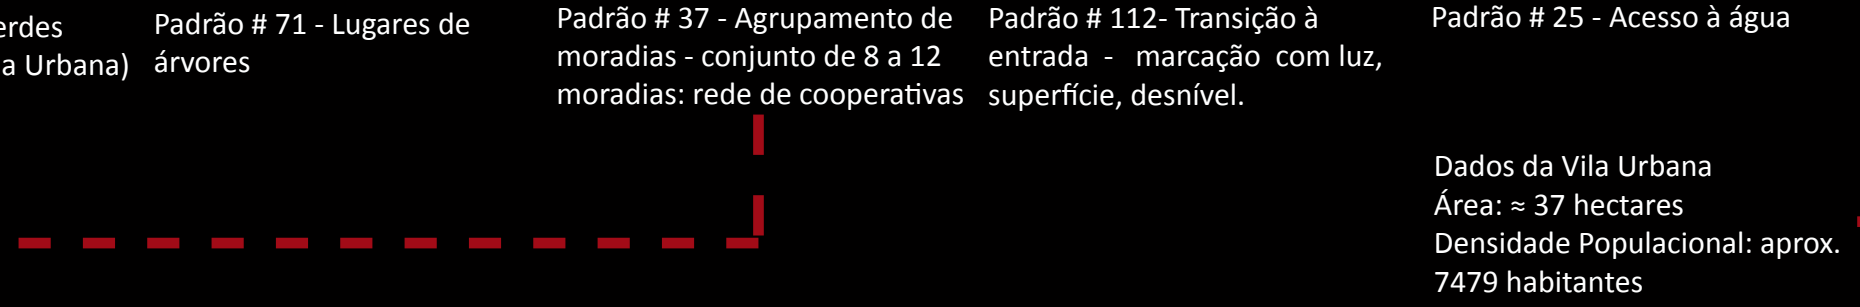 a Urbana)
Padrão # 71 - Lugares de
árvores
Padrão # 37 - Agrupamento de
moradias - conjunto de 8 a 12
moradias: rede de cooperativas
Padrão # 112- Transição à
entrada - marcação com luz,
superfície, desnível.
Padrão # 25 - Acesso à água
Dados da Vila Urbana
Área: ≈ 37 hectares
Densidade Populacional: aprox.
7479 habitantes